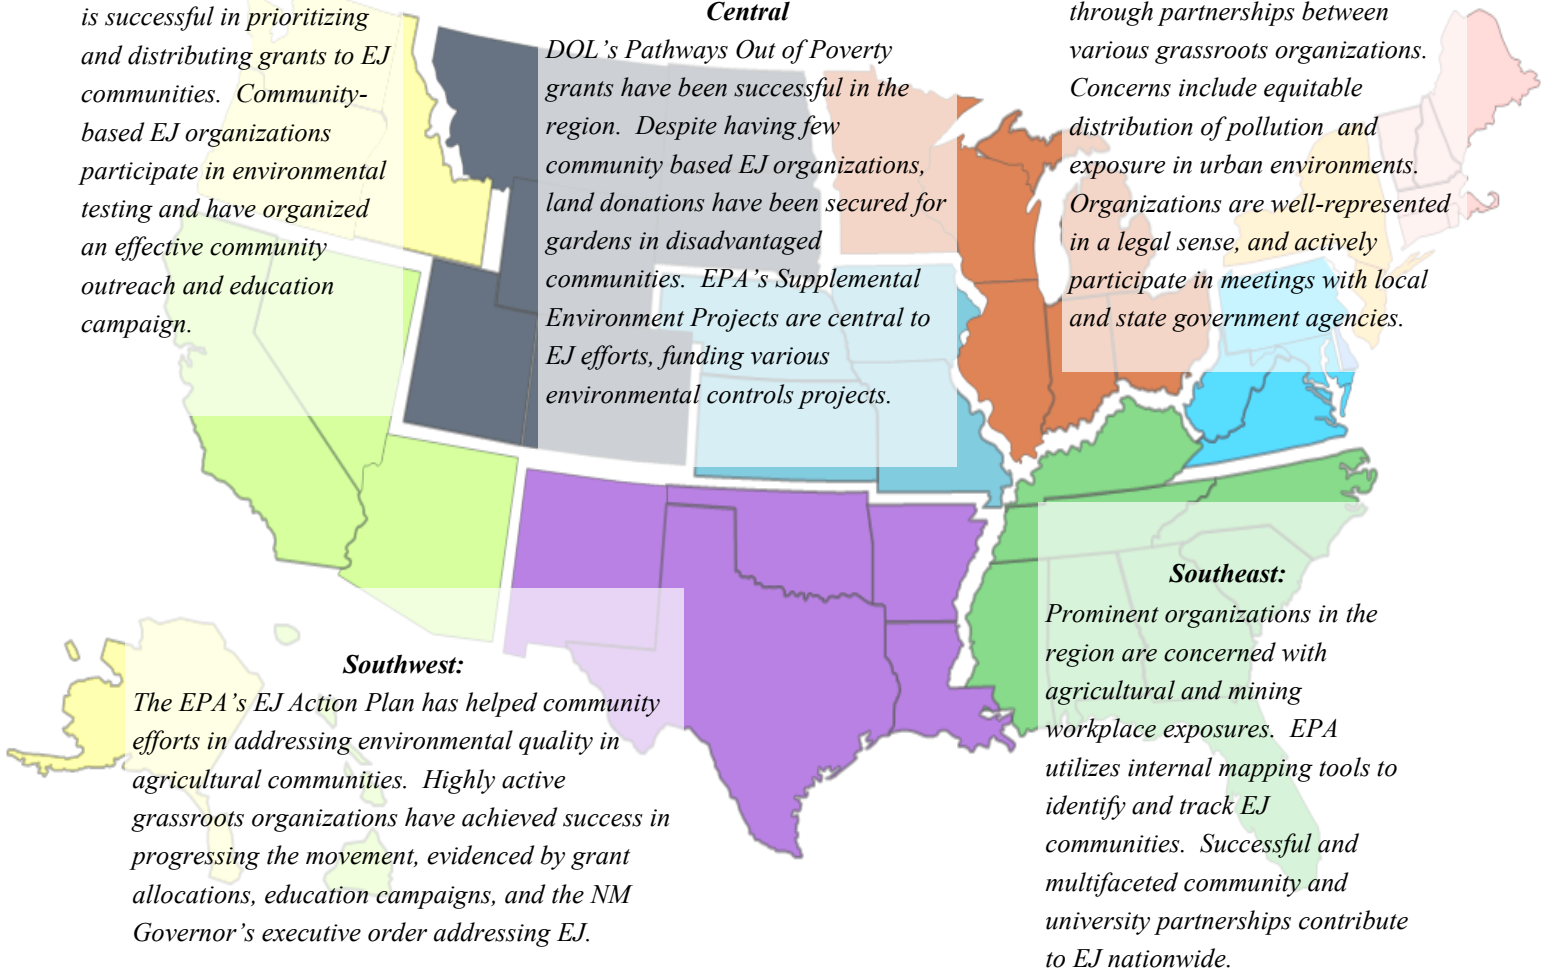 is successful in prioritizing
and distributing grants to EJ
communities.  Community-
based EJ organizations
participate in environmental
testing and have organized
an effective community
outreach and education
campaign.
Central
DOL’s Pathways Out of Poverty
grants have been successful in the
region.  Despite having few
community based EJ organizations,
land donations have been secured for
gardens in disadvantaged
communities.  EPA’s Supplemental
Environment Projects are central to
EJ efforts, funding various
environmental controls projects.
through partnerships between
various grassroots organizations.
Concerns include equitable
distribution of pollution  and
exposure in urban environments.
Organizations are well-represented
in a legal sense, and actively
participate in meetings with local
and state government agencies.
Southwest:
The EPA’s EJ Action Plan has helped community
efforts in addressing environmental quality in
agricultural communities.  Highly active
grassroots organizations have achieved success in
progressing the movement, evidenced by grant
allocations, education campaigns, and the NM
Governor’s executive order addressing EJ.
Southeast:
Prominent organizations in the
region are concerned with
agricultural and mining
workplace exposures.  EPA
utilizes internal mapping tools to
identify and track EJ
communities.  Successful and
multifaceted community and
university partnerships contribute
to EJ nationwide.